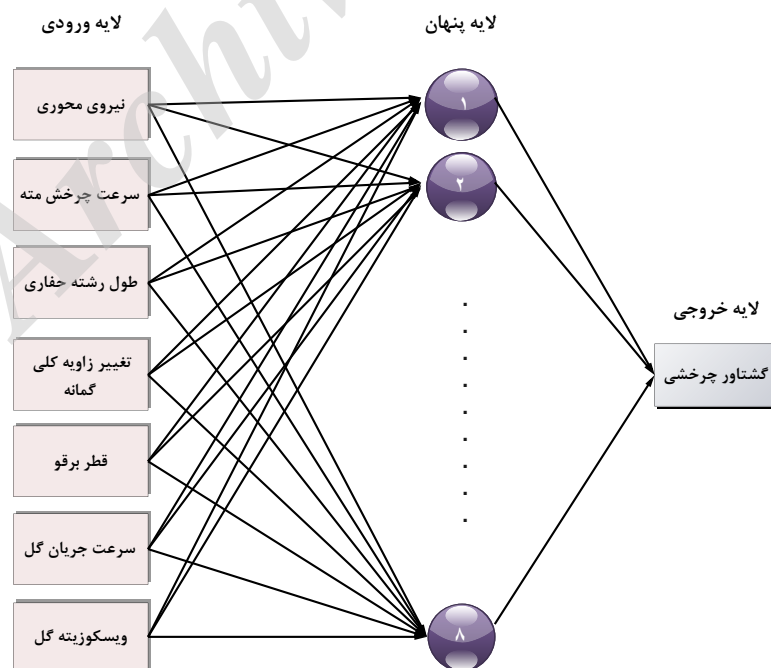 لایه ورودی
لایه پنهان
نیروی محوری
سرعت چرخش مته
طول رشته حفاری
تغییر زاویه کلی
گمانه
قطر برقو
سرعت جریان گل
ویسکوزیته گل
۱
۲
۸
لایه خروجی
گشتاور چرخشی
Archiv